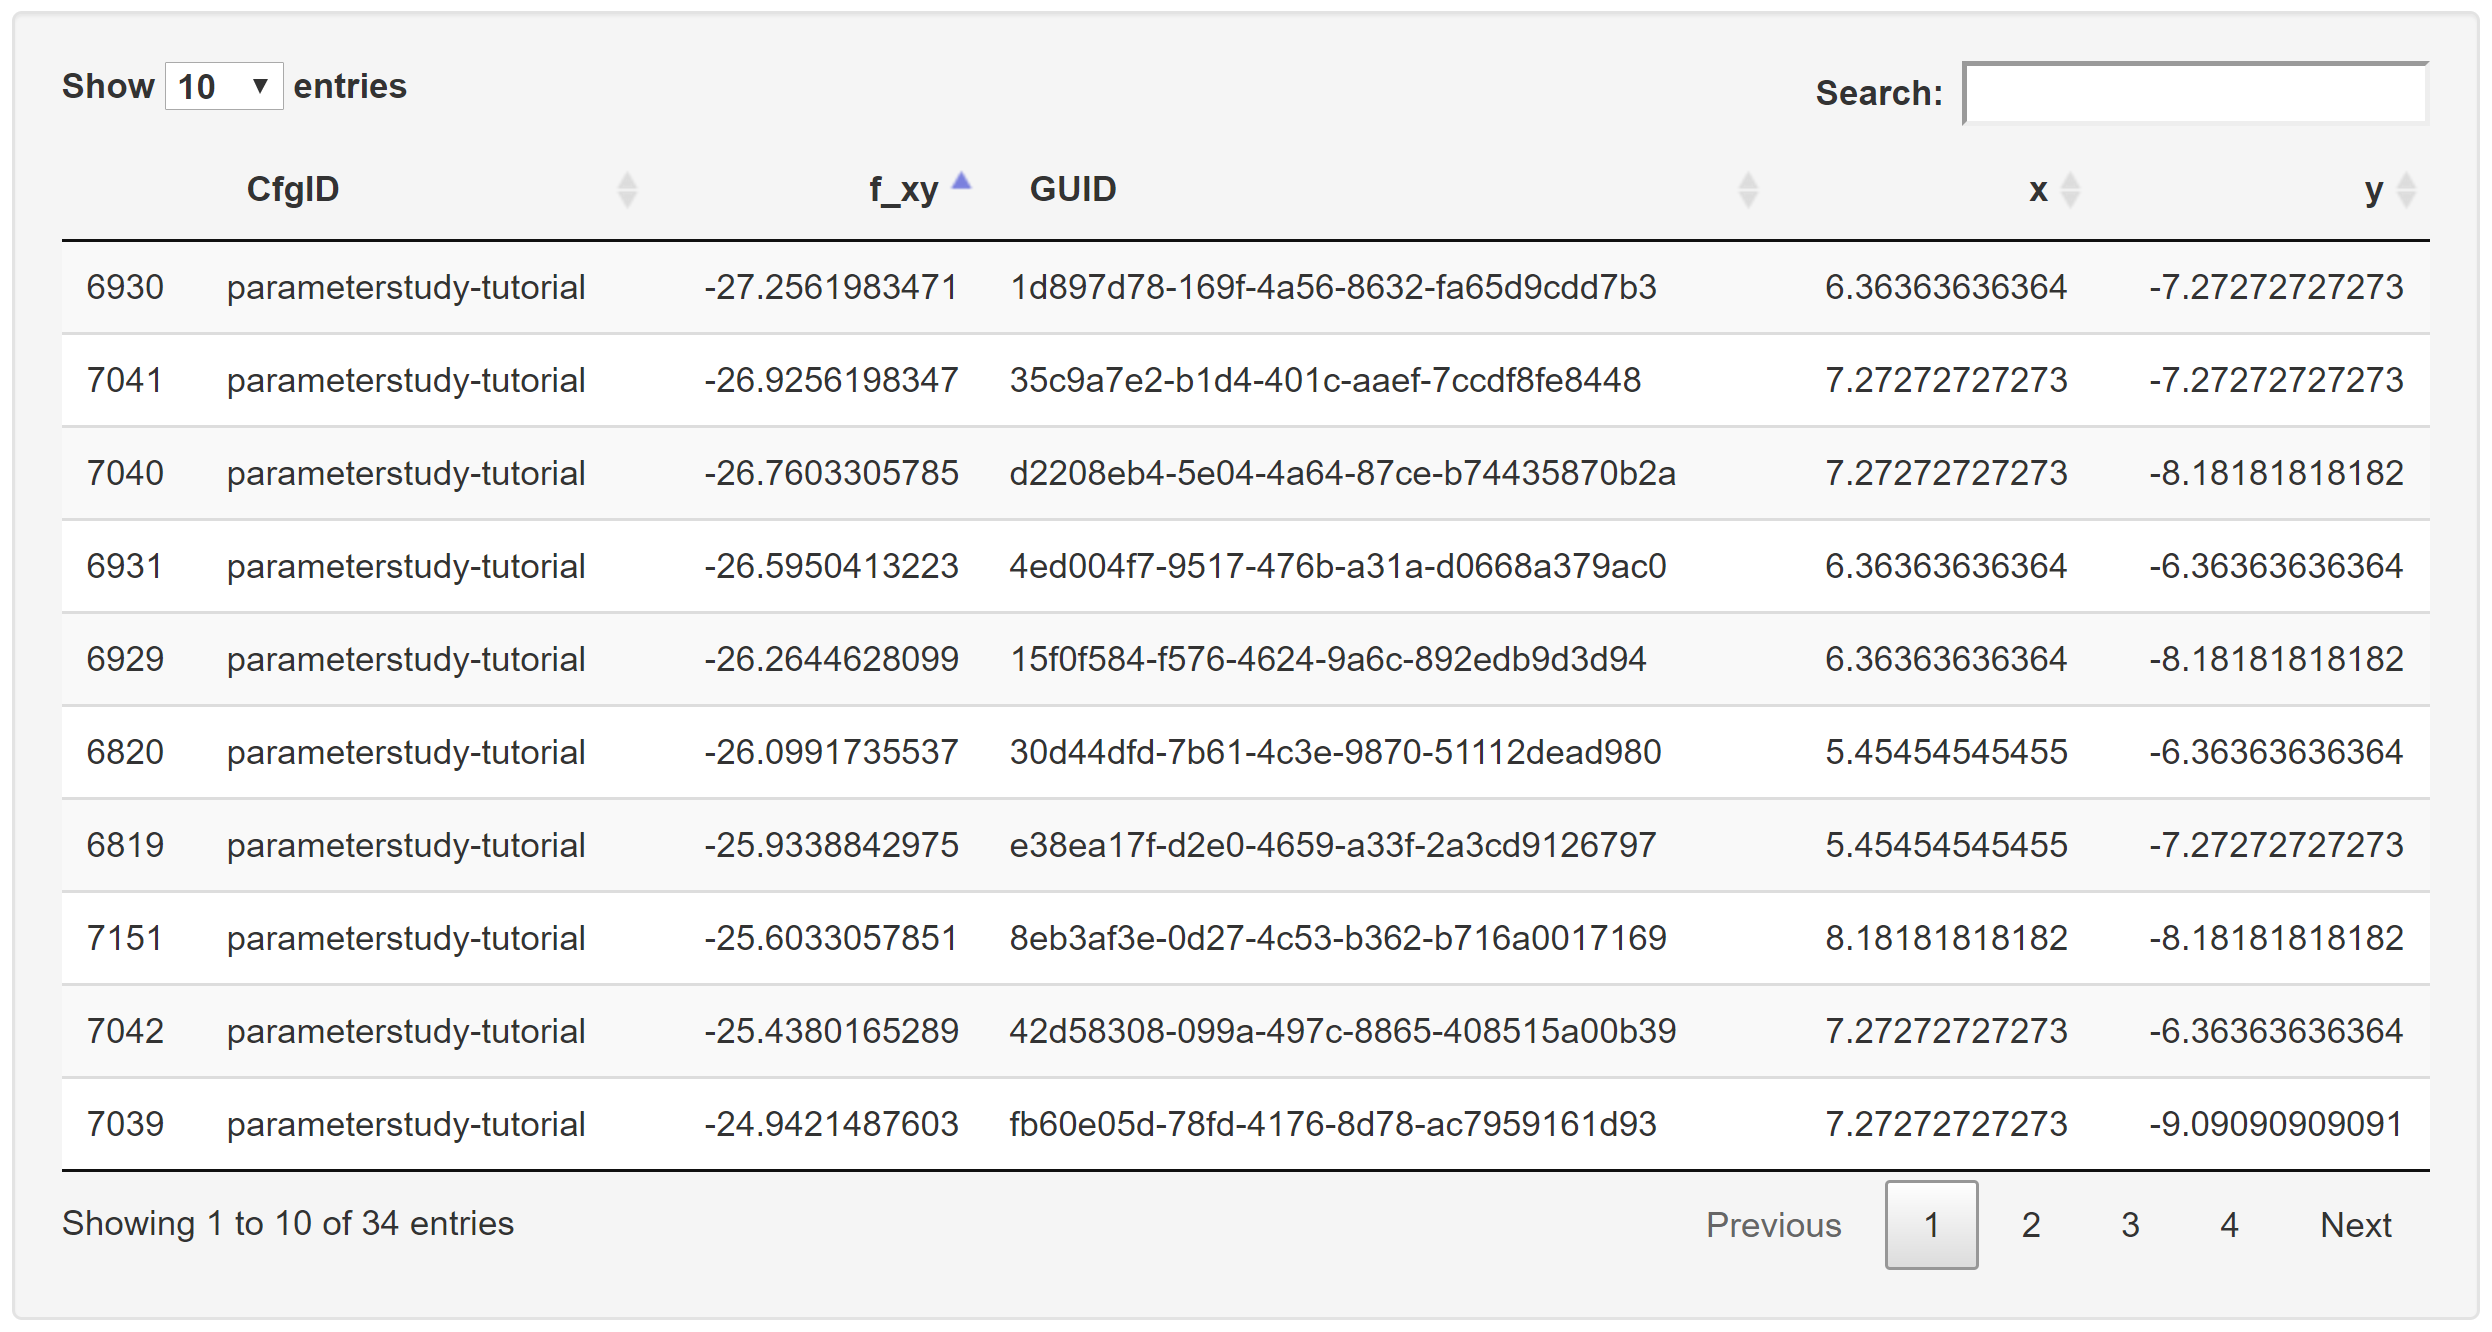 Show 10 entries Search:
CfgID f_xy GUID x y
6930 parameterstudy-tutorial -27.2561983471 1d897d78-169f-4a56-8632-fa65d9cdd7b3 6.36363636364 -7.27272727273
7041 parameterstudy-tutorial -26.9256198347 35c9a7e2-b1d4-401c-aaef-7ccdf8fe8448 7.27272727273 -7.27272727273
7040 parameterstudy-tutorial -26.7603305785 d2208eb4-5e04-4a64-87ce-b74435870b2a 7.27272727273 -8.18181818182
6931 parameterstudy-tutorial -26.5950413223 4ed004f7-9517-476b-a31a-d0668a379ac0 6.36363636364 -6.36363636364
6929 parameterstudy-tutorial -26.2644628099 15f0f584-f576-4624-9a6c-892edb9d3d94 6.36363636364 -8.18181818182
6820 parameterstudy-tutorial -26.0991735537 30d44dfd-7b61-4c3e-9870-51112dead980 5.45454545455 -6.36363636364
6819 parameterstudy-tutorial -25.9338842975 e38ea17f-d2e0-4659-a33f-2a3cd9126797 5.45454545455 -7.27272727273
7151 parameterstudy-tutorial -25.6033057851 8eb3af3e-0d27-4c53-b362-b716a0017169 8.18181818182 -8.18181818182
7042 parameterstudy-tutorial -25.4380165289 42d58308-099a-497c-8865-408515a00b39 7.27272727273 -6.36363636364
7039 parameterstudy-tutorial -24.9421487603 fb60e05d-78fd-4176-8d78-ac7959161d93 7.27272727273 -9.09090909091
Showing 1 to 10 of 34 entries Previous 1 2 3 4 Next